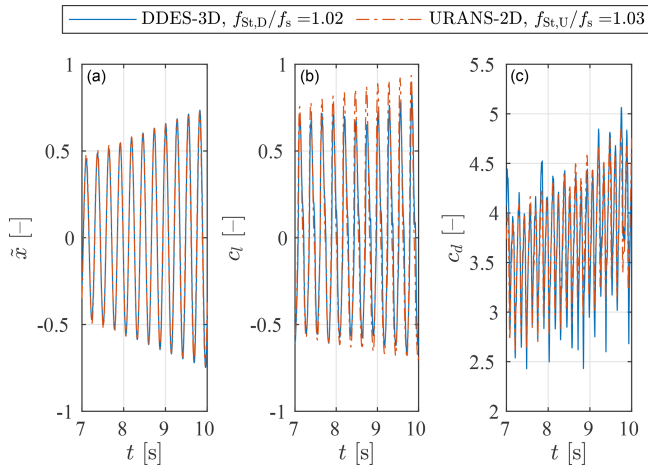 DDES-3D, f_St,D/f_s =1.02
URANS-2D, f_St,U/f_s =1.03
(a)
1
0.5
0
-0.5
-1
x̃ [−]
7 8 9 10
t [s]
(b)
1
0.5
0
-0.5
-1
c_l [−]
7 8 9 10
t [s]
(c)
5.5
5
4.5
4
3.5
3
2.5
2
c_d [−]
7 8 9 10
t [s]